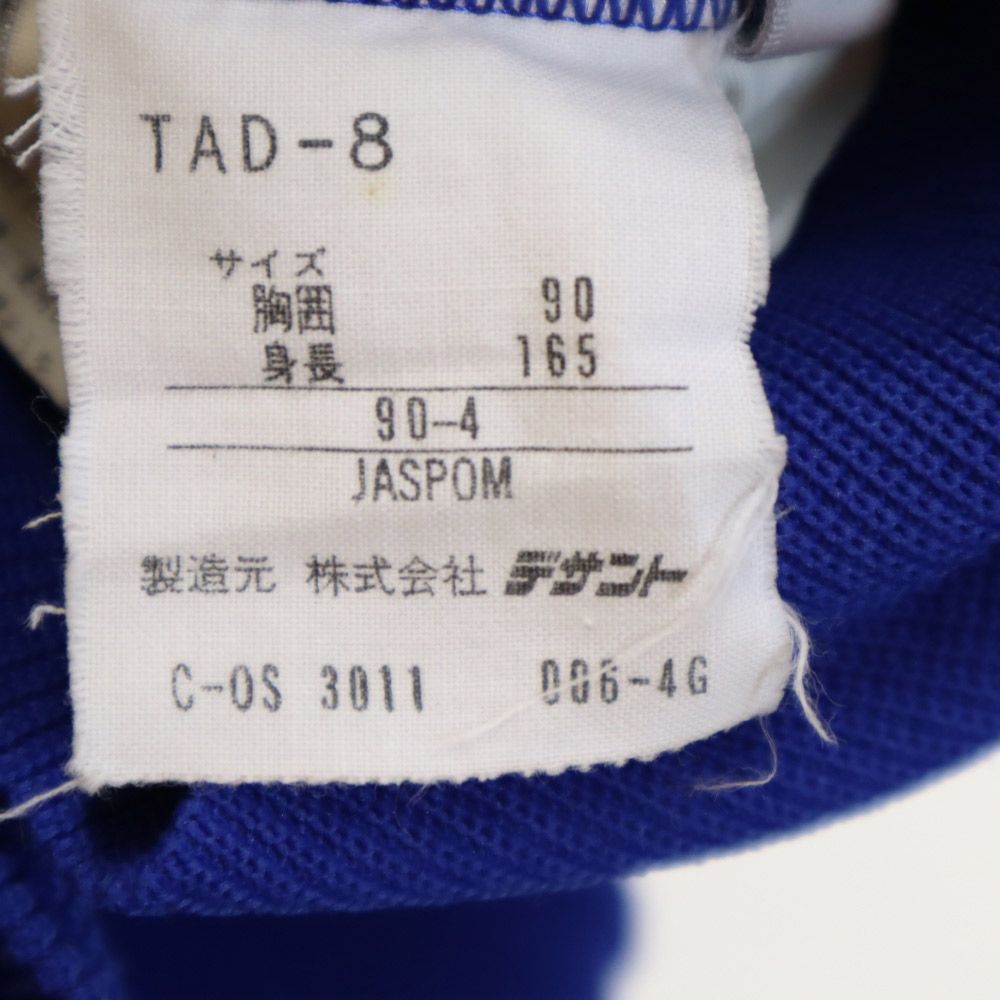 TAD-8
サイズ
胸囲 90
身長 165
90-4
JASPOM
製造元 株式会社 デサント
C-OS 3011 006-4G